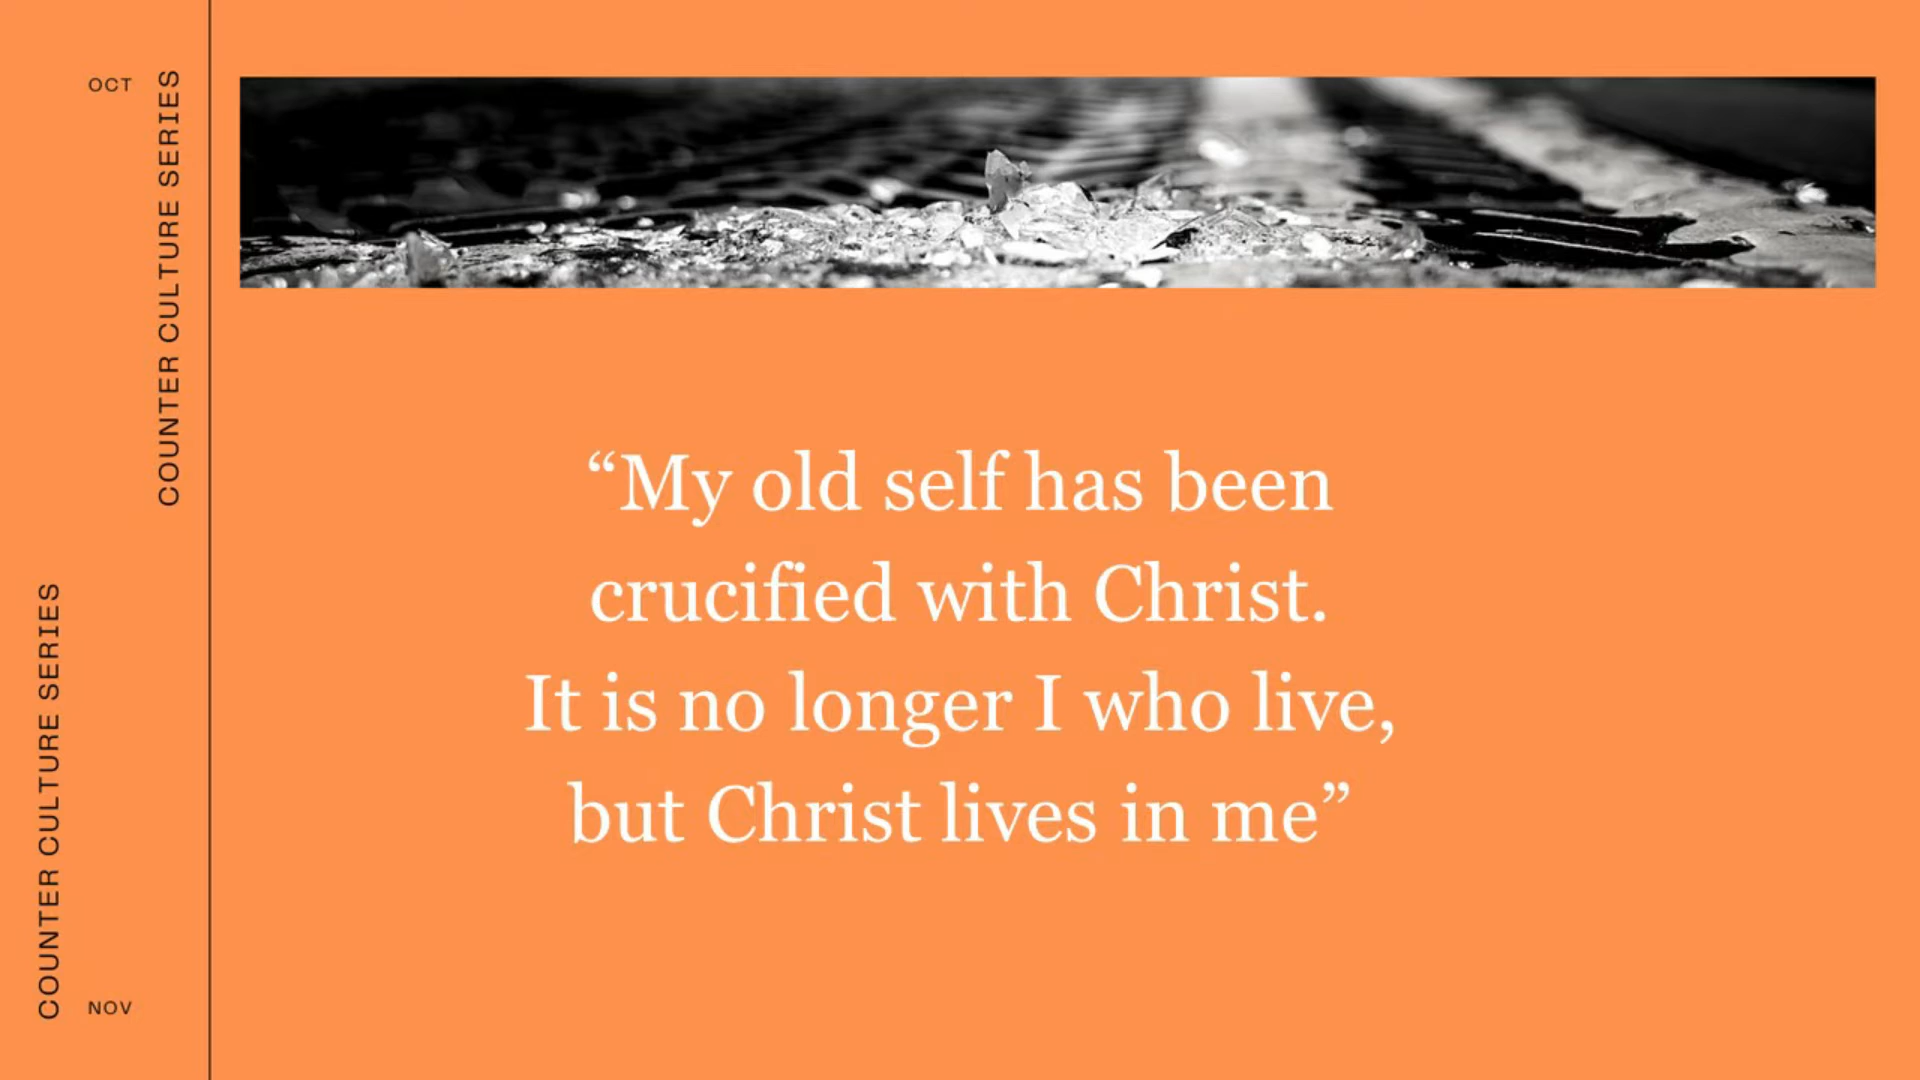 OCT
COUNTER CULTURE SERIES
“My old self has been
crucified with Christ.
It is no longer I who live,
but Christ lives in me”
COUNTER CULTURE SERIES
NOV